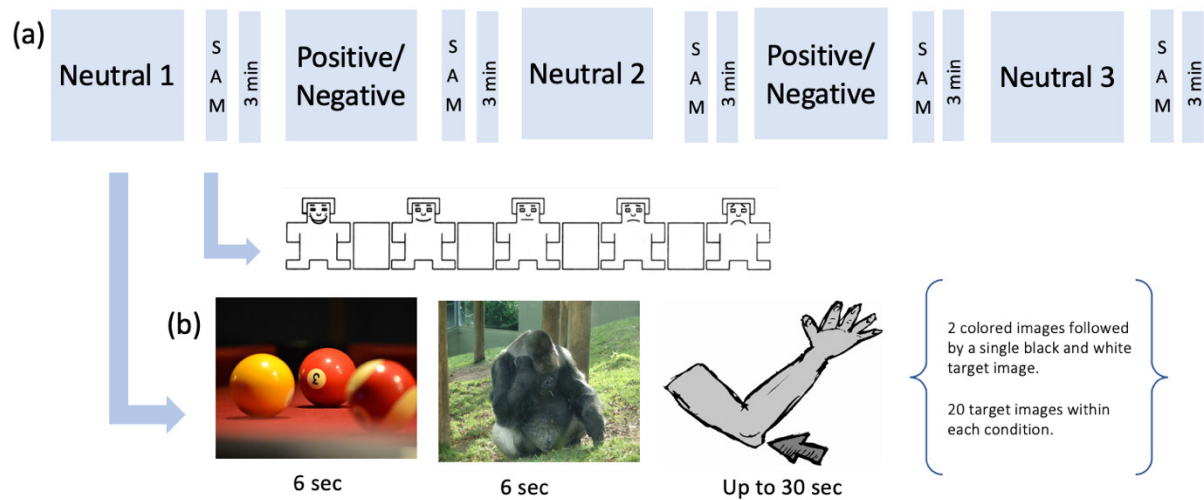 (a)
Neutral 1
S
A
M
3 min
Positive/
Negative
S
A
M
3 min
Neutral 2
S
A
M
3 min
Positive/
Negative
S
A
M
3 min
Neutral 3
S
A
M
3 min
(b)
3
2 colored images followed
by a single black and white
target image.
20 target images within
each condition.
6 sec
6 sec
Up to 30 sec